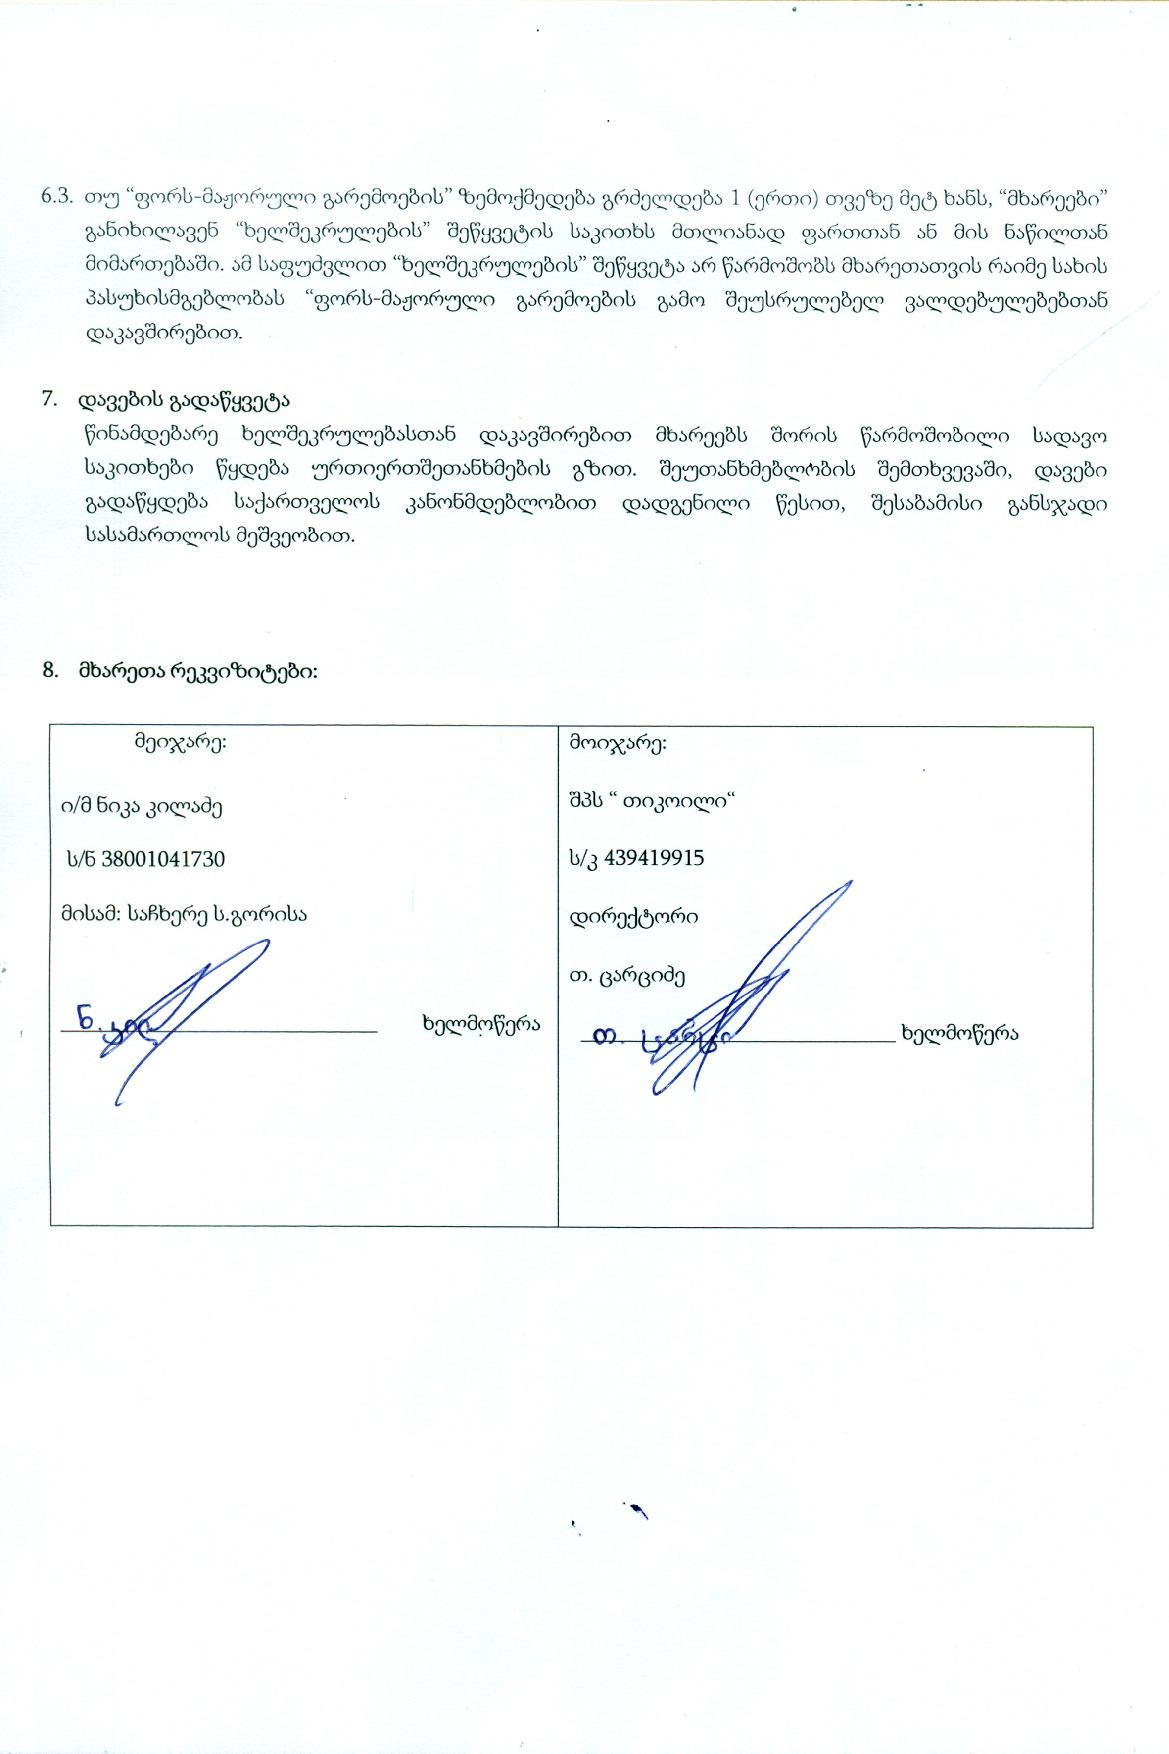 6.3. თუ “ფორს-მაჟორული გარემოების” ზემოქმედება გრძელდება 1 (ერთი) თვეზე მეტ ხანს, “მხარეები”
განიხილავენ “ხელშეკრულების” შეწყვეტის საკითხს მთლიანად ფართთან ან მის ნაწილთან
მიმართებაში. ამ საფუძვლით “ხელშეკრულების” შეწყვეტა არ წარმოშობს მხარეთათვის რაიმე სახის
პასუხისმგებლობას “ფორს-მაჟორული გარემოების გამო შეუსრულებელ ვალდებულებებთან
დაკავშირებით.
7. დავების გადაწყვეტა
წინამდებარე ხელშეკრულებასთან დაკავშირებით მხარეებს შორის წარმოშობილი სადავო
საკითხები წყდება ურთიერთშეთანხმების გზით. შეუთანხმებლობის შემთხვევაში, დავები
გადაწყდება საქართველოს კანონმდებლობით დადგენილი წესით, შესაბამისი განსჯადი
სასამართლოს მეშვეობით.
8. მხარეთა რეკვიზიტები:
მეიჯარე:
ი/მ ნიკა კილაძე
ს/ნ 38001041730
მისამ: საჩხერე ს.გორისა
ნ. კილ
ხელმოწერა
მოიჯარე:
შპს “ თიკოილი“
ს/კ 439419915
დირექტორი
თ. ცარციძე
თ.
ხელმოწერა